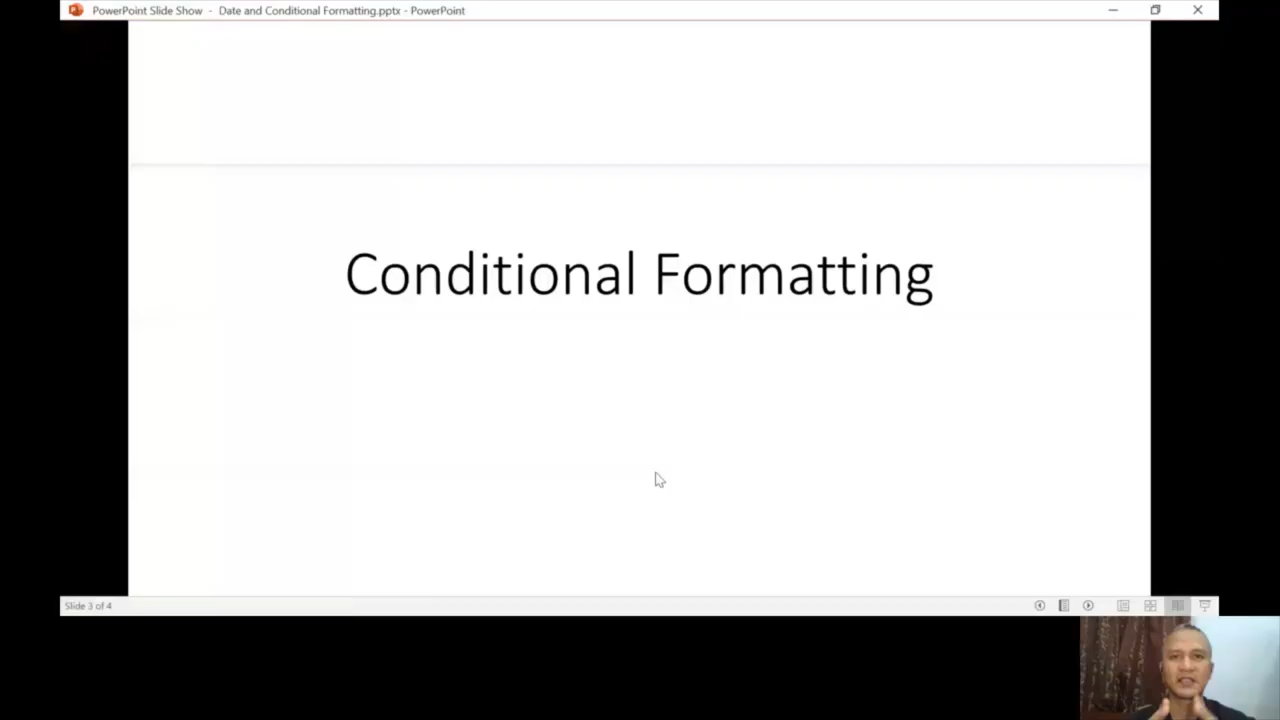 PowerPoint Slide Show - Date and Conditional Formatting.pptx - PowerPoint
Conditional Formatting
Slide 3 of 4